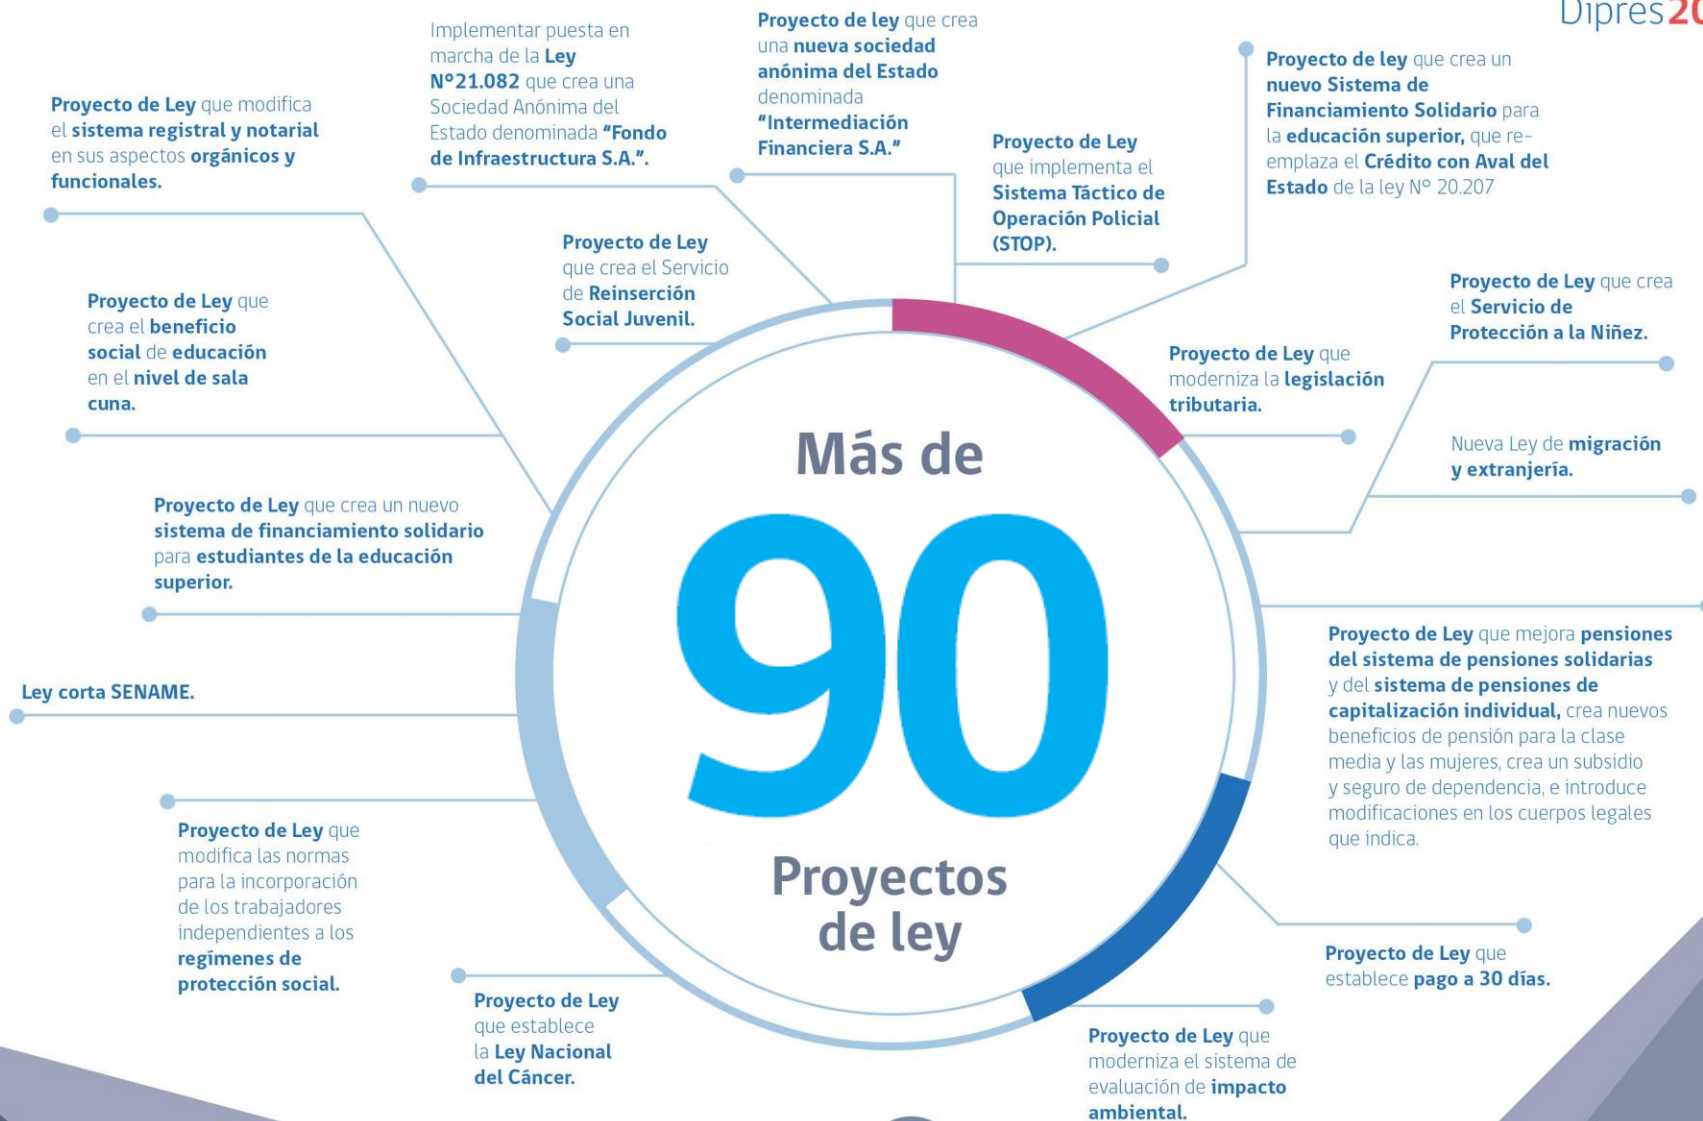 Dipres20
Implementar puesta en
marcha de la Ley
N°21.082 que crea una
Sociedad Anónima del
Estado denominada “Fondo
de Infraestructura S.A.”.
Proyecto de ley que crea
una nueva sociedad
anónima del Estado
denominada
“Intermediación
Financiera S.A.”
Proyecto de Ley
que implementa el
Sistema Táctico de
Operación Policial
(STOP).
Proyecto de ley que crea un
nuevo Sistema de
Financiamiento Solidario para
la educación superior, que re-
emplaza el Crédito con Aval del
Estado de la ley Nº 20.207
Proyecto de Ley que modifica
el sistema registral y notarial
en sus aspectos orgánicos y
funcionales.
Proyecto de Ley
que crea el Servicio
de Reinserción
Social Juvenil.
Proyecto de Ley que crea
el Servicio de
Protección a la Niñez.
Proyecto de Ley que
crea el beneficio
social de educación
en el nivel de sala
cuna.
Proyecto de Ley que
moderniza la legislación
tributaria.
Nueva Ley de migración
y extranjería.
Proyecto de Ley que crea un nuevo
sistema de financiamiento solidario
para estudiantes de la educación
superior.
Más de
90
Proyectos
de ley
Ley corta SENAME.
Proyecto de Ley que mejora pensiones
del sistema de pensiones solidarias
y del sistema de pensiones de
capitalización individual, crea nuevos
beneficios de pensión para la clase
media y las mujeres, crea un subsidio
y seguro de dependencia, e introduce
modificaciones en los cuerpos legales
que indica.
Proyecto de Ley que
modifica las normas
para la incorporación
de los trabajadores
independientes a los
regímenes de
protección social.
Proyecto de Ley que
establece pago a 30 días.
Proyecto de Ley
que establece
la Ley Nacional
del Cáncer.
Proyecto de Ley que
moderniza el sistema de
evaluación de impacto
ambiental.